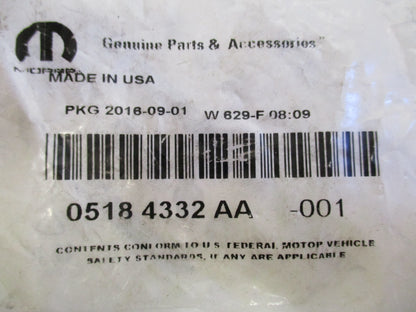 Genuine Parts & Accessories™
MOPAR
MADE IN USA
PKG 2016-09-01 W 629-F 08:09
0518 4332 AA -001
CONTENTS CONFORM TO U.S. FEDERAL MOTOR VEHICLE
SAFETY STANDARDS, IF ANY ARE APPLICABLE